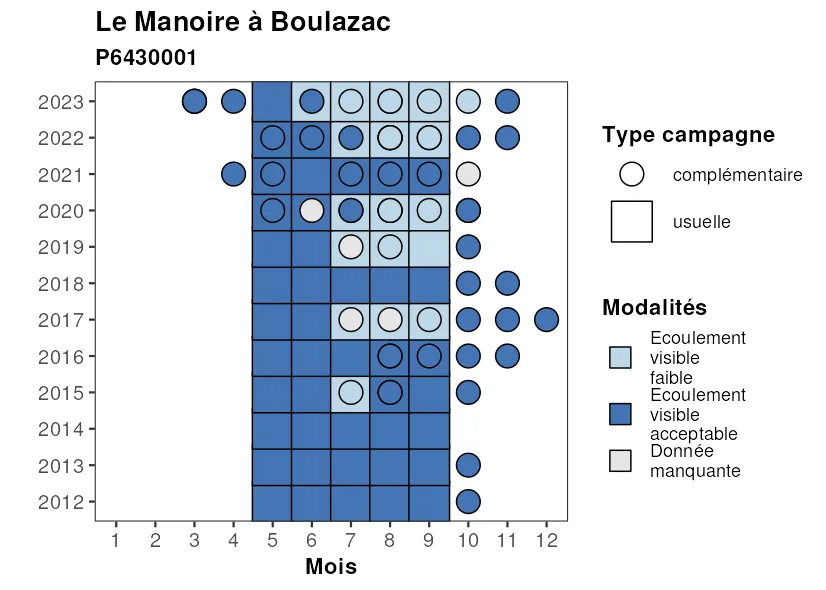 Le Manoire à Boulazac
P6430001
2023
2022
2021
2020
2019
2018
2017
2016
2015
2014
2013
2012
1 2 3 4 5 6 7 8 9 10 11 12
Mois
Type campagne
complémentaire
usuelle
Modalités
Ecoulement
visible
faible
Ecoulement
visible
acceptable
Donnée
manquante